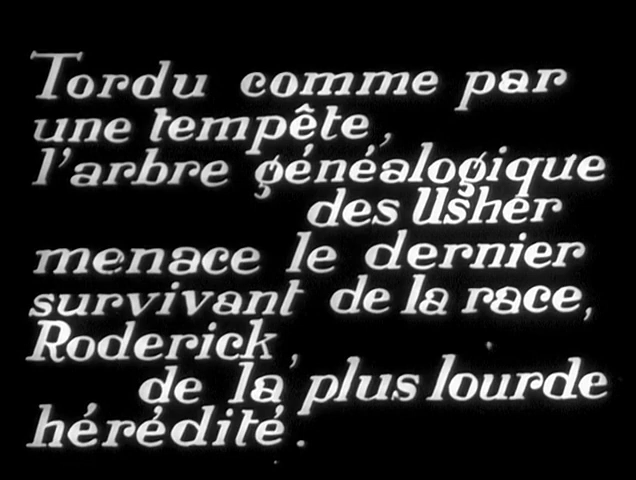 Tordu comme par
une tempête,
l'arbre généalogique
des Usher
menace le dernier
survivant de la race,
Roderick,
de la plus lourde
hérédité.